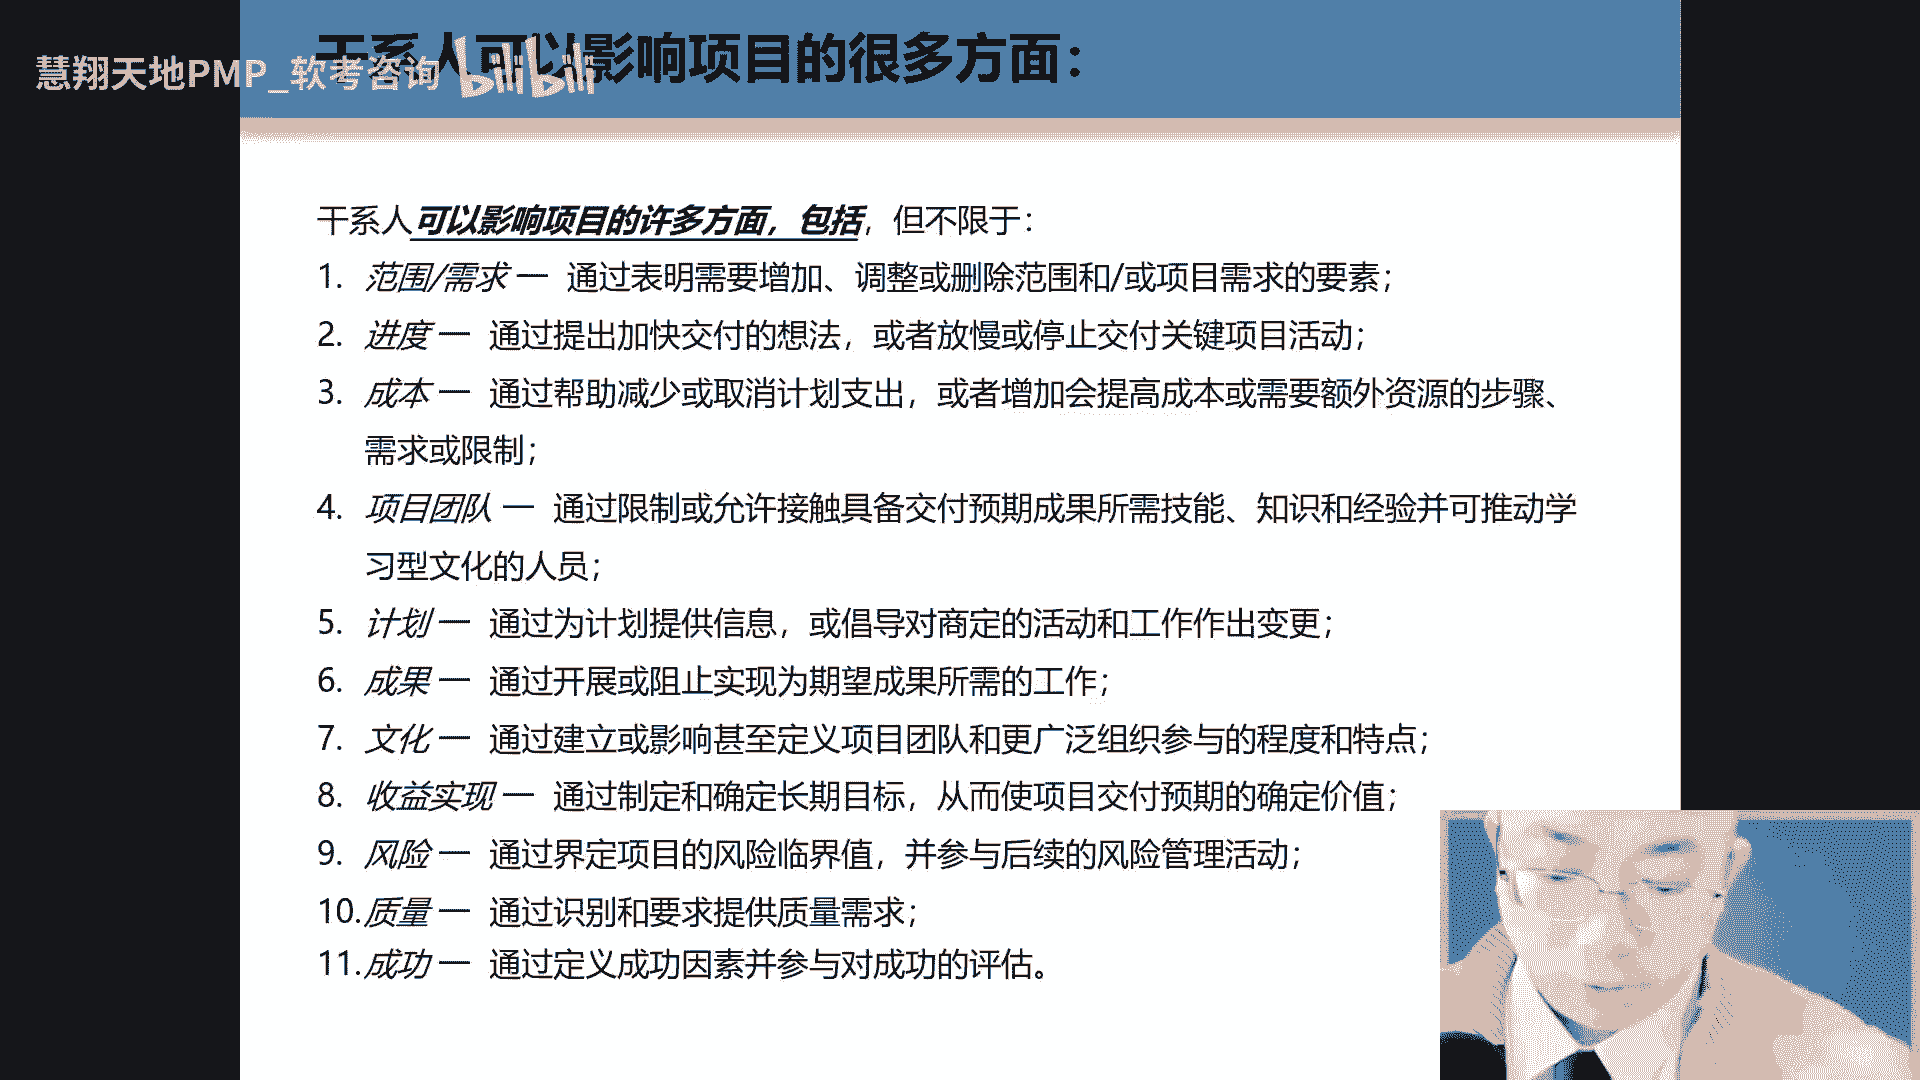 干系人可以影响项目的很多方面：
慧翔天地PMP_软考咨询 bilibili
干系人可以影响项目的许多方面，包括，但不限于：
1. 范围/需求 — 通过表明需要增加、调整或删除范围和/或项目需求的要素；
2. 进度 — 通过提出加快交付的想法，或者放慢或停止交付关键项目活动；
3. 成本 — 通过帮助减少或取消计划支出，或者增加会提高成本或需要额外资源的步骤、
需求或限制；
4. 项目团队 — 通过限制或允许接触具备交付预期成果所需技能、知识和经验并可推动学
习型文化的人员；
5. 计划 — 通过为计划提供信息，或倡导对商定的活动和工作作出变更；
6. 成果 — 通过开展或阻止实现为期望成果所需的工作；
7. 文化 — 通过建立或影响甚至定义项目团队和更广泛组织参与的程度和特点；
8. 收益实现 — 通过制定和确定长期目标，从而使项目交付预期的确定价值；
9. 风险 — 通过界定项目的风险临界值，并参与后续的风险管理活动；
10.质量 — 通过识别和要求提供质量需求；
11.成功 — 通过定义成功因素并参与对成功的评估。